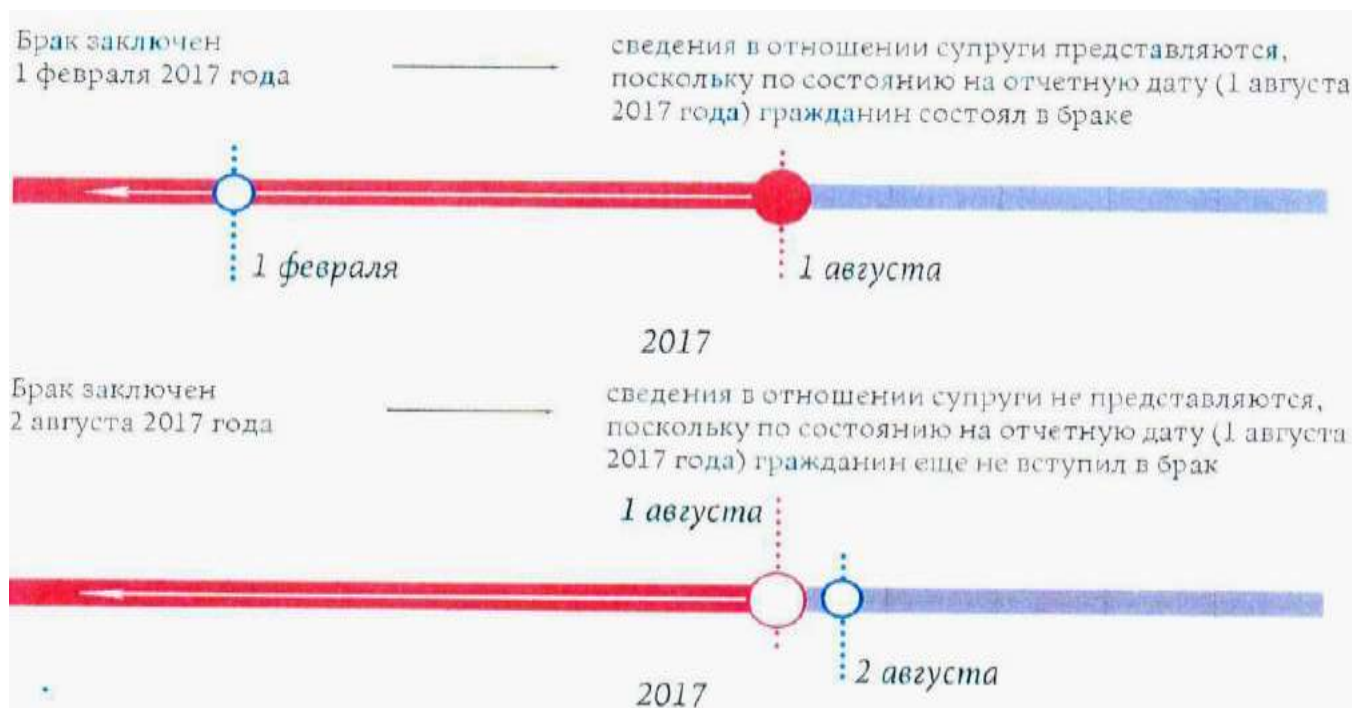 Брак заключен
1 февраля 2017 года
сведения в отношении супруги представляются,
поскольку по состоянию на отчетную дату (1 августа
2017 года) гражданин состоял в браке
1 февраля
1 августа
2017
Брак заключен
2 августа 2017 года
сведения в отношении супруги не представляются,
поскольку по состоянию на отчетную дату (1 августа
2017 года) гражданин еще не вступил в брак
1 августа
2 августа
2017